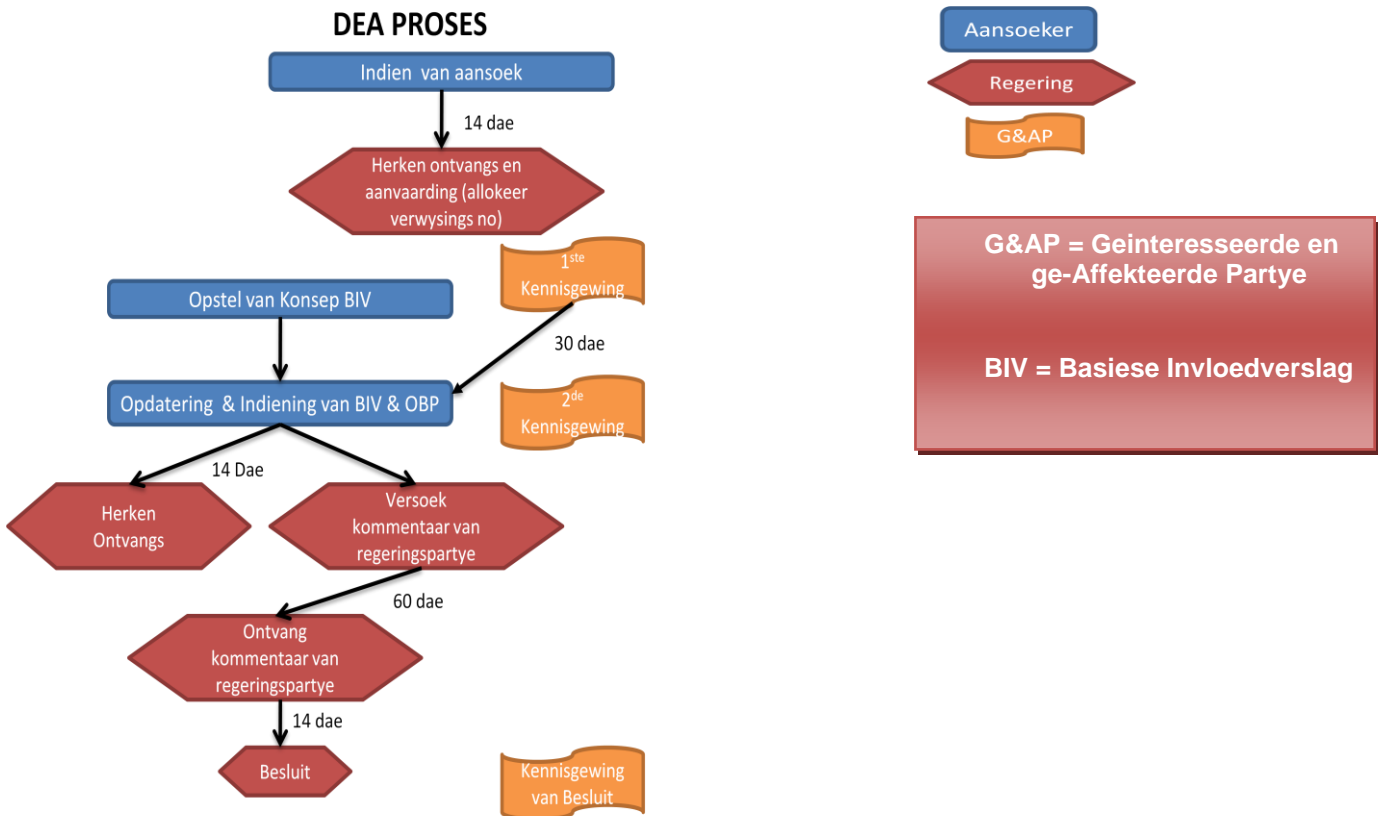 DEA PROSES
Indien van aansoek
14 dae
Herken ontvangs en
aanvaarding (allokeer
verwysings no)
1ste
Kennisgewing
Opstel van Konsep BIV
30 dae
Opdatering & Indiening van BIV & OBP
2de
Kennisgewing
14 Dae
Herken
Ontvangs
Versoek
kommentaar van
regeringspartye
60 dae
Ontvang
kommentaar van
regeringspartye
14 dae
Besluit
Kennisgewing
van Besluit
Aansoeker
Regering
G&AP
G&AP = Geinteresseerde en
ge-Affekteerde Partye
BIV = Basiese Invloedverslag